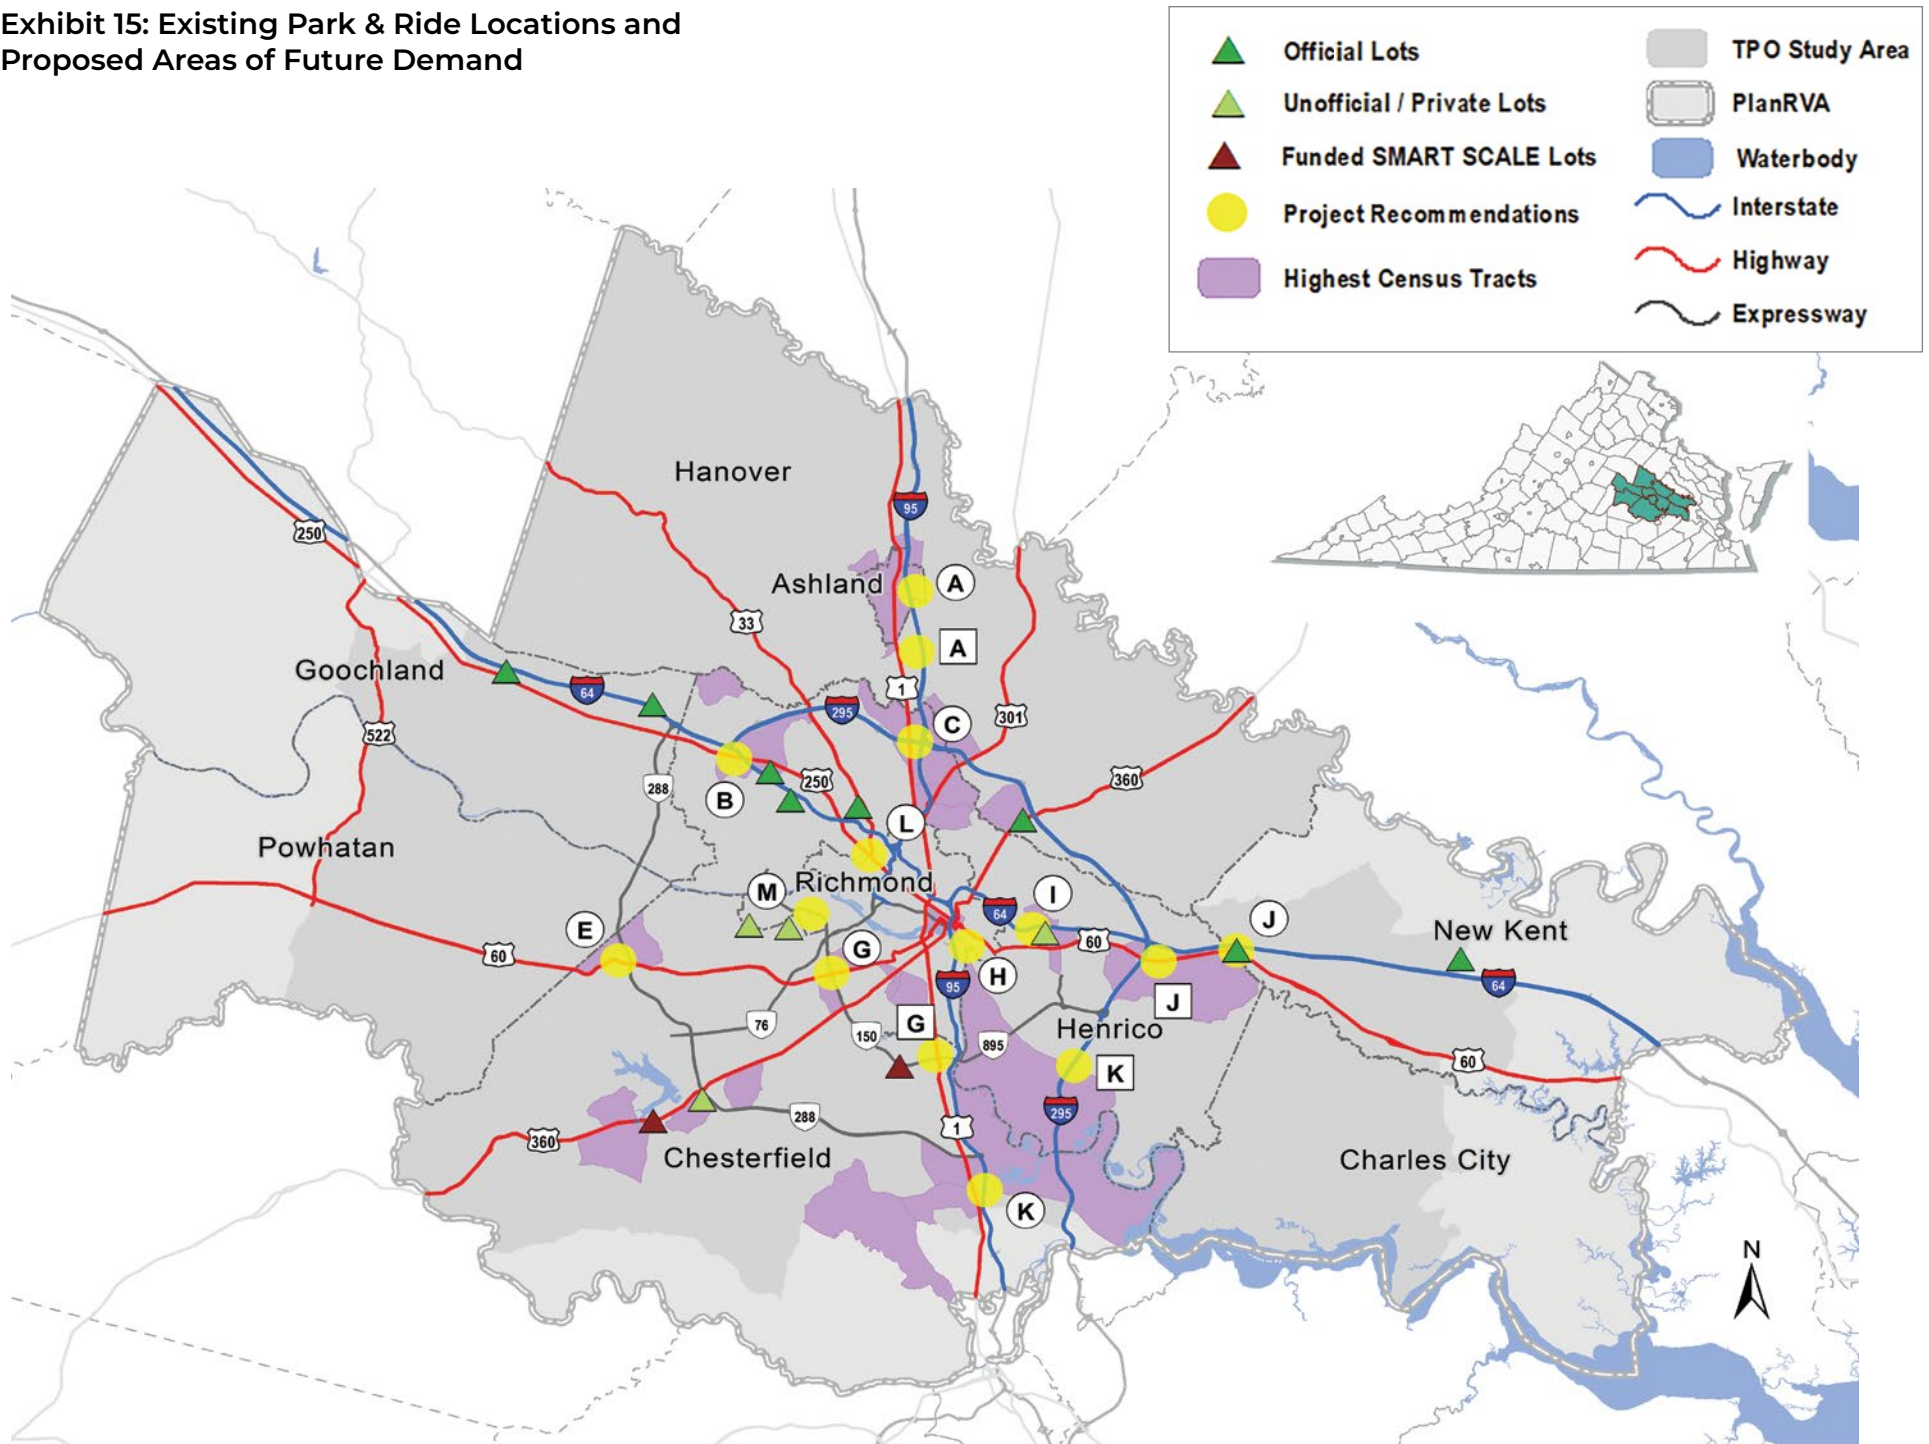 Exhibit 15: Existing Park & Ride Locations and
Proposed Areas of Future Demand
Official Lots
Unofficial / Private Lots
Funded SMART SCALE Lots
Project Recommendations
Highest Census Tracts
TPO Study Area
PlanRVA
Waterbody
Interstate
Highway
Expressway
Hanover
95
250
Ashland
A
33
A
Goochland
64
1
295
C
301
522
288
250
360
B
L
Powhatan
Richmond
M
I
64
J
E
New Kent
60
G
60
H
95
64
J
76
G
150
895
Henrico
60
K
295
288
1
360
Chesterfield
Charles City
K
N